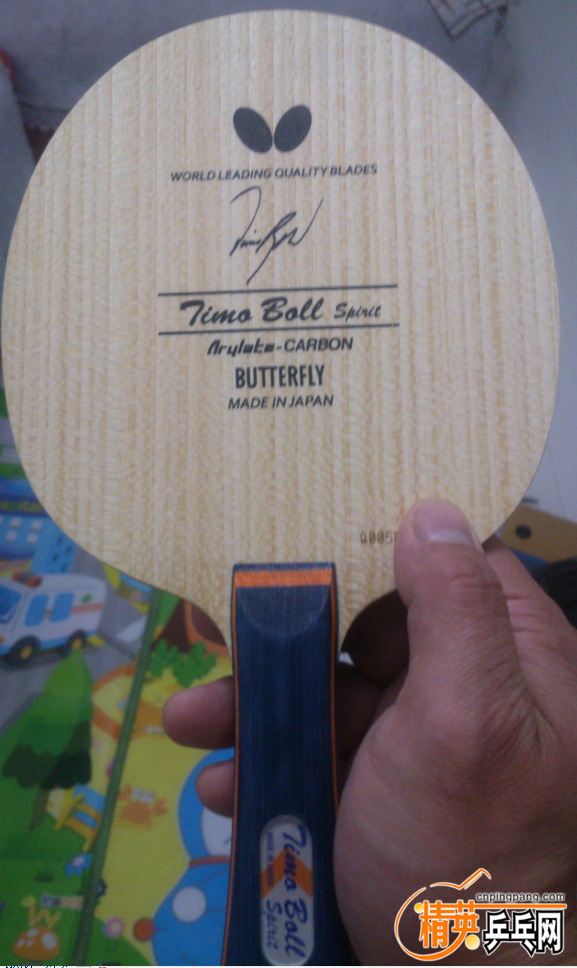 WORLD LEADING QUALITY BLADES
Timo Boll Spirit
Arylate-CARBON
BUTTERFLY
MADE IN JAPAN
Timo Boll
Spirit
cnpingpang.com
精英乒乓网